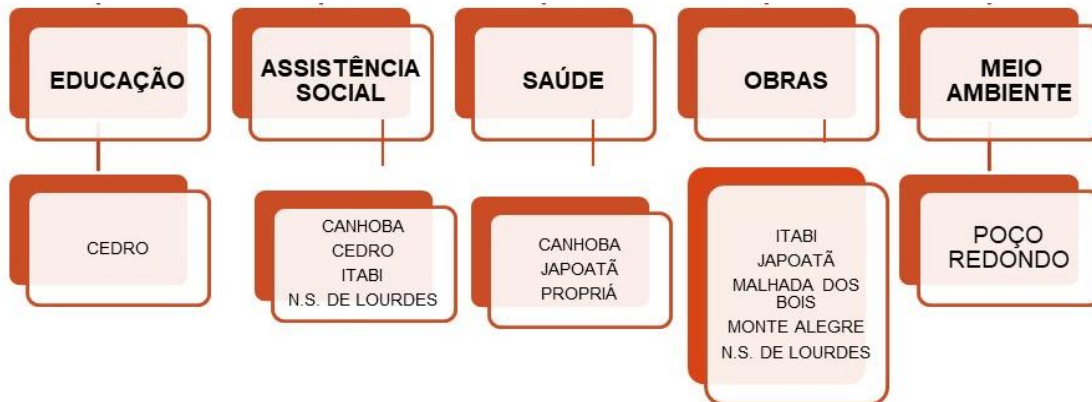 EDUCAÇÃO
CEDRO
ASSISTÊNCIA
SOCIAL
CANHOBA
CEDRO
ITABI
N.S. DE LOURDES
SAÚDE
CANHOBA
JAPOATÃ
PROPRIÁ
OBRAS
ITABI
JAPOATÃ
MALHADA DOS
BOIS
MONTE ALEGRE
N.S. DE LOURDES
MEIO
AMBIENTE
POÇO
REDONDO